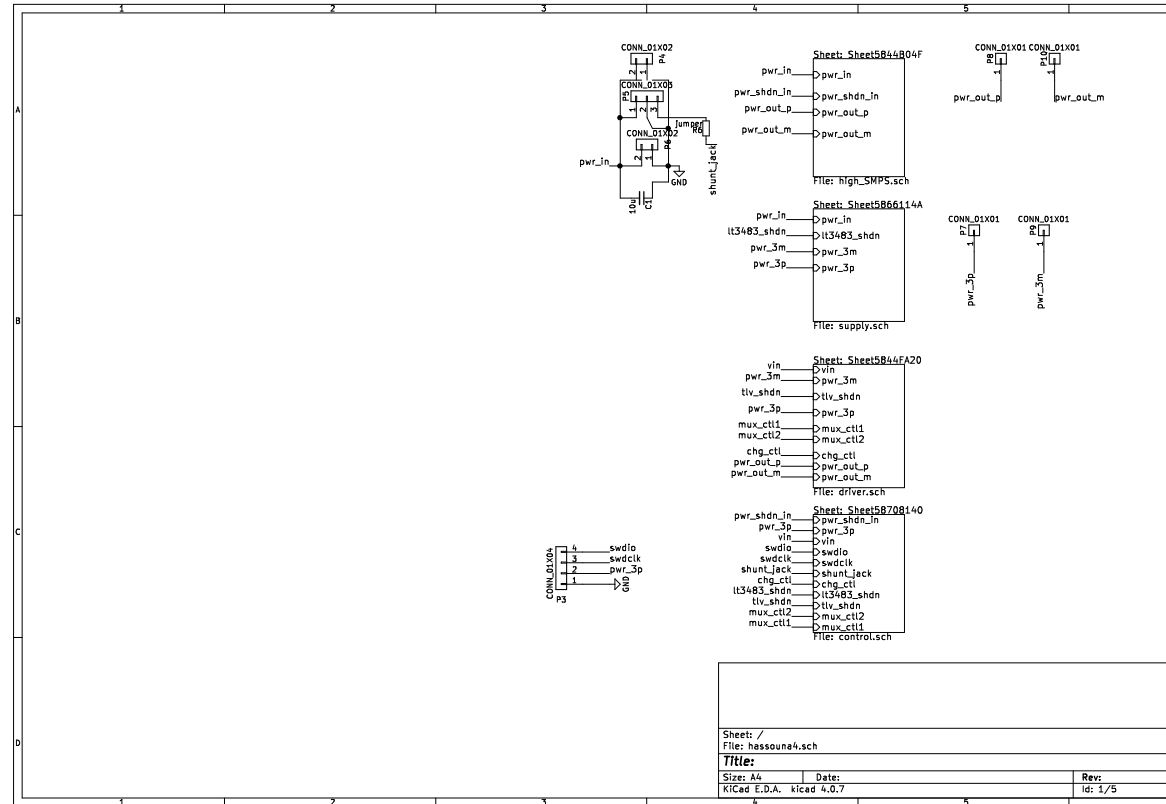 1 2 3 4 5
A
B
C
D
CONN_01X02
P4
2 1
CONN_01X03
P5
1 2 3
jumper
R6
CONN_01X02
P6
2 1
pwr_in
GND
shunt_jack
10u
C1
Sheet: Sheet5844B04F
pwr_in pwr_in
pwr_shdn_in pwr_shdn_in
pwr_out_p pwr_out_p
pwr_out_m pwr_out_m
File: high_SMPS.sch
CONN_01X01 CONN_01X01
P8 P10
1 1
pwr_out_p pwr_out_m
Sheet: Sheet5866114A
pwr_in pwr_in
lt3483_shdn lt3483_shdn
pwr_3m pwr_3m
pwr_3p pwr_3p
File: supply.sch
CONN_01X01 CONN_01X01
P7 P9
1 1
pwr_3p pwr_3m
Sheet: Sheet5844FA20
vin vin
pwr_3m pwr_3m
tlv_shdn tlv_shdn
pwr_3p pwr_3p
mux_ctl1 mux_ctl1
mux_ctl2 mux_ctl2
chg_ctl chg_ctl
pwr_out_p pwr_out_p
pwr_out_m pwr_out_m
File: driver.sch
Sheet: Sheet58708140
pwr_shdn_in pwr_shdn_in
pwr_3p pwr_3p
vin vin
swdio swdio
swdclk swdclk
shunt_jack shunt_jack
chg_ctl chg_ctl
lt3483_shdn lt3483_shdn
tlv_shdn tlv_shdn
mux_ctl2 mux_ctl2
mux_ctl1 mux_ctl1
File: control.sch
CONN_01X04
4 swdio
3 swdclk
2 pwr_3p
1 GND
P3
Sheet: /
File: hassouna4.sch
Title:
Size: A4 Date: Rev:
KiCad E.D.A. kicad 4.0.7 Id: 1/5
1 2 3 4 5